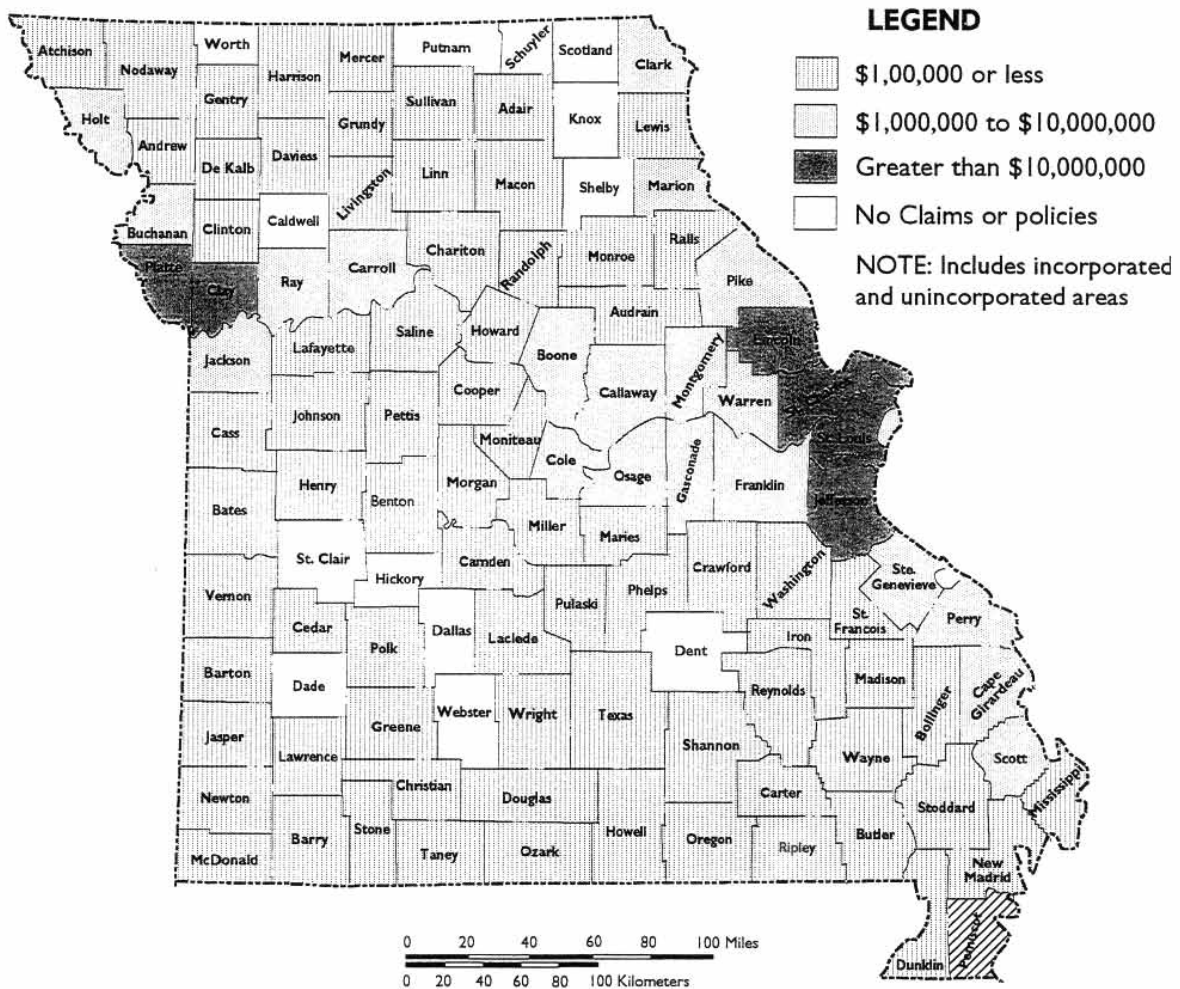 LEGEND
$1,00,000 or less
$1,000,000 to $10,000,000
Greater than $10,000,000
No Claims or policies
NOTE: Includes incorporated
and unincorporated areas
Atchison
Nodaway
Worth
Harrison
Mercer
Putnam
Schuyler
Scotland
Clark
Holt
Gentry
Sullivan
Adair
Knox
Lewis
Andrew
De Kalb
Daviess
Grundy
Livingston
Linn
Macon
Shelby
Marion
Buchanan
Clinton
Caldwell
Chariton
Randolph
Monroe
Ralls
Platte
Clay
Ray
Carroll
Pike
Audrain
Jackson
Lafayette
Saline
Howard
Boone
Callaway
Montgomery
Lincoln
Warren
St. Louis
Cass
Johnson
Pettis
Cooper
Moniteau
Cole
Osage
Gasconade
Franklin
Jefferson
Bates
Henry
Benton
Morgan
Miller
Maries
St. Clair
Hickory
Camden
Pulaski
Phelps
Crawford
Washington
Ste.
Genevieve
Vernon
Cedar
Polk
Dallas
Laclede
Dent
Iron
St.
Francois
Perry
Barton
Dade
Greene
Webster
Wright
Texas
Reynolds
Madison
Bollinger
Cape
Girardeau
Jasper
Lawrence
Shannon
Wayne
Scott
Newton
Christian
Douglas
Carter
Stoddard
Mississippi
McDonald
Barry
Stone
Taney
Ozark
Howell
Oregon
Ripley
Butler
New
Madrid
Dunklin
Pemiscot
0 20 40 60 80 100 Miles
0 20 40 60 80 100 Kilometers